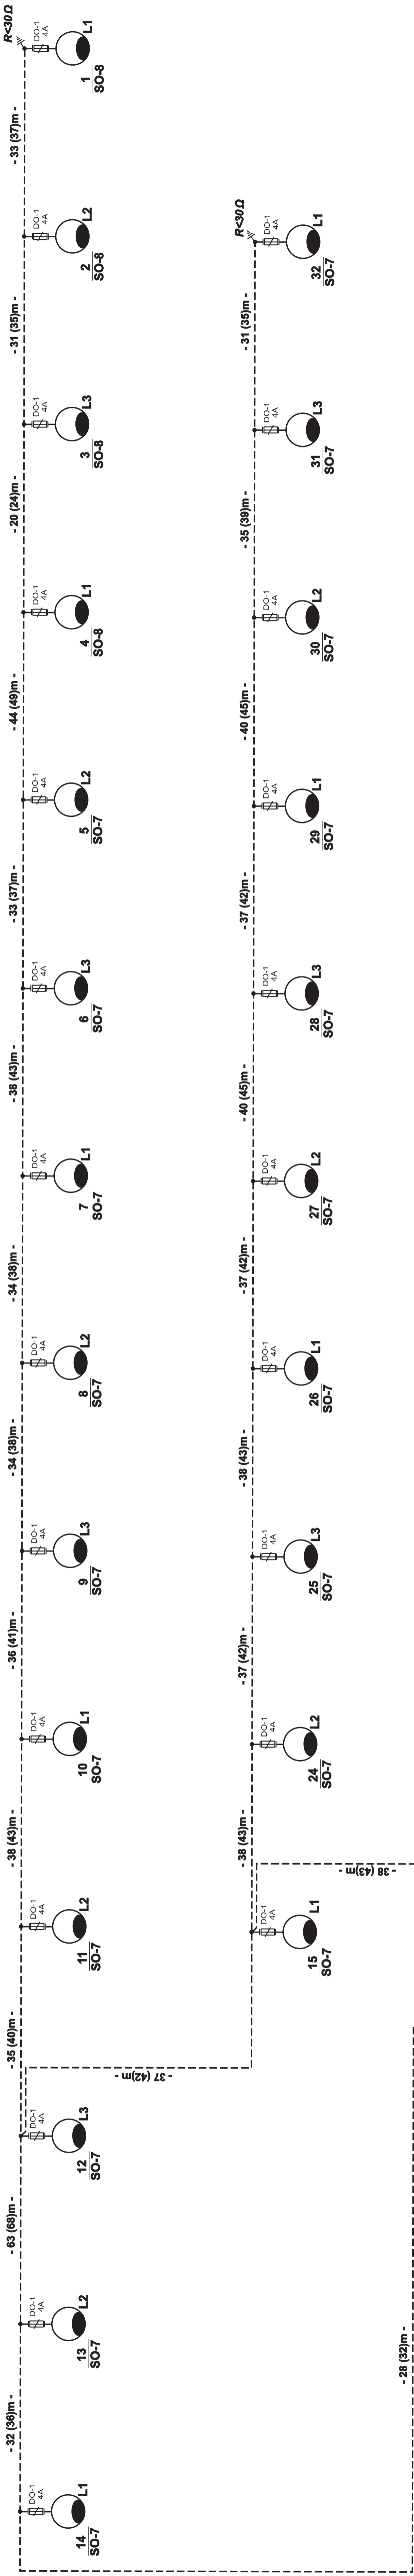 R<30Ω
DO-1
4A
L1
1
SO-8
- 33 (37)m -
DO-1
4A
L2
2
SO-8
- 31 (35)m -
DO-1
4A
L3
3
SO-8
- 20 (24)m -
DO-1
4A
L1
4
SO-8
- 44 (49)m -
DO-1
4A
L2
5
SO-7
- 33 (37)m -
DO-1
4A
L3
6
SO-7
- 38 (43)m -
DO-1
4A
L1
7
SO-7
- 34 (38)m -
DO-1
4A
L2
8
SO-7
- 34 (38)m -
DO-1
4A
L3
9
SO-7
- 36 (41)m -
DO-1
4A
L1
10
SO-7
- 38 (43)m -
DO-1
4A
L2
11
SO-7
- 35 (40)m -
DO-1
4A
L3
12
SO-7
- 63 (68)m -
DO-1
4A
L2
13
SO-7
- 32 (36)m -
DO-1
4A
L1
14
SO-7
R<30Ω
DO-1
4A
L1
32
SO-7
- 31 (35)m -
DO-1
4A
L3
31
SO-7
- 35 (39)m -
DO-1
4A
L2
30
SO-7
- 40 (45)m -
DO-1
4A
L1
29
SO-7
- 37 (42)m -
DO-1
4A
L3
28
SO-7
- 40 (45)m -
DO-1
4A
L2
27
SO-7
- 37 (42)m -
DO-1
4A
L1
26
SO-7
- 38 (43)m -
DO-1
4A
L3
25
SO-7
- 37 (42)m -
DO-1
4A
L2
24
SO-7
- 38 (43)m -
DO-1
4A
L1
15
SO-7
- 37 (42)m -
- 38 (43)m -
- 28 (32)m -